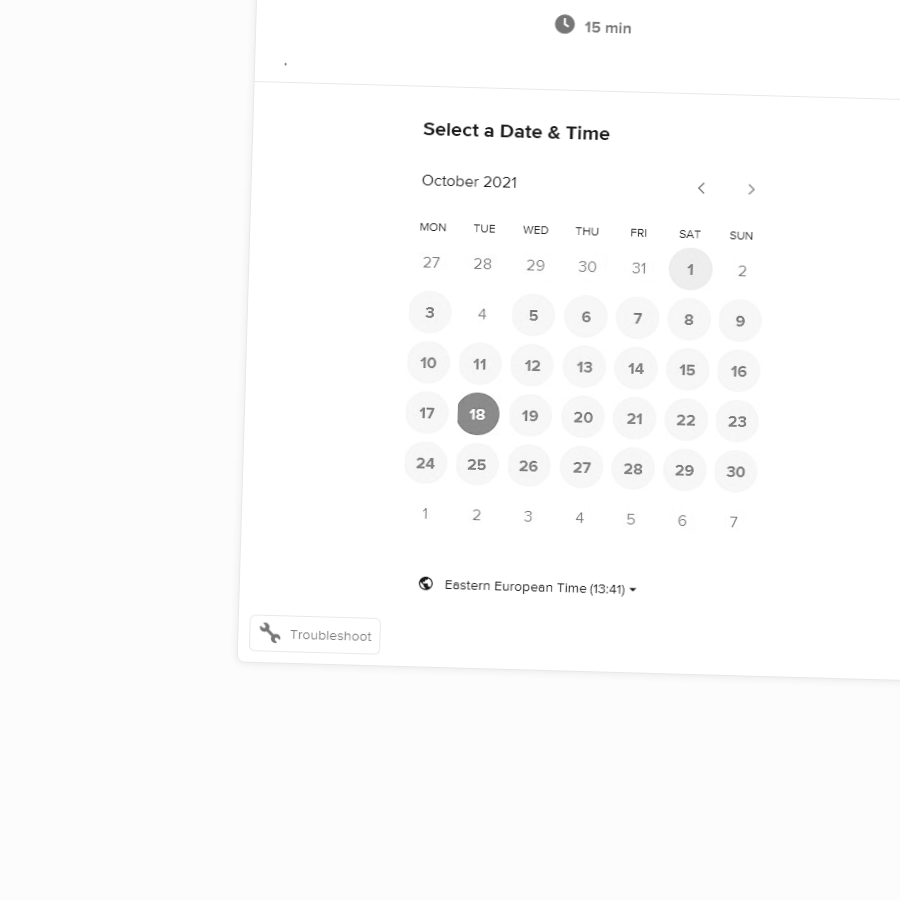 15 min
.
Select a Date & Time
October 2021
MON TUE WED THU FRI SAT SUN
27 28 29 30 31 1 2
3 4 5 6 7 8 9
10 11 12 13 14 15 16
17 18 19 20 21 22 23
24 25 26 27 28 29 30
1 2 3 4 5 6 7
Eastern European Time (13:41)
Troubleshoot